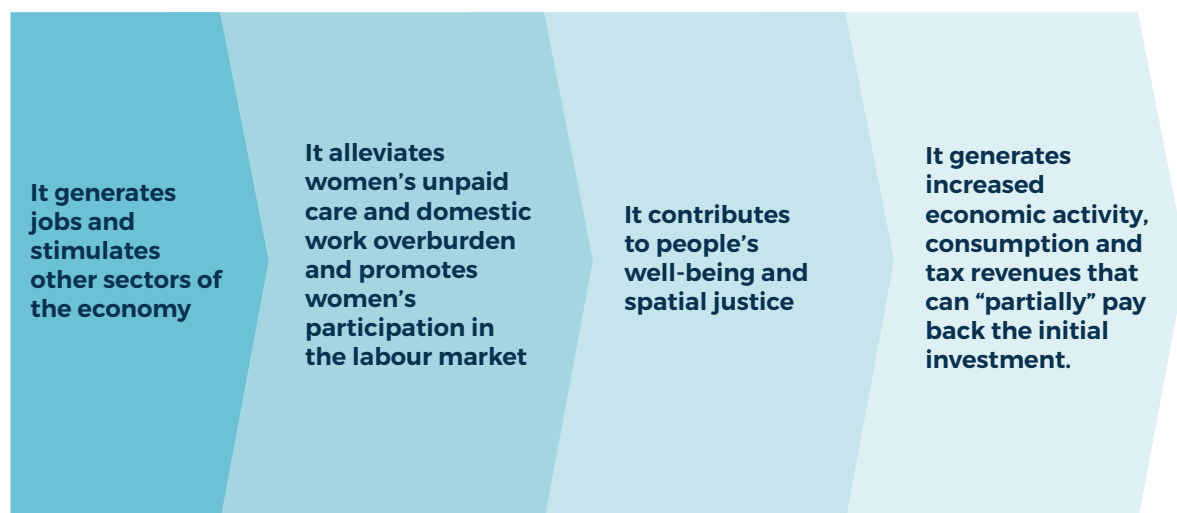 It generates
jobs and
stimulates
other sectors of
the economy
It alleviates
women’s unpaid
care and domestic
work overburden
and promotes
women’s
participation in
the labour market
It contributes
to people’s
well-being and
spatial justice
It generates
increased
economic activity,
consumption and
tax revenues that
can “partially” pay
back the initial
investment.